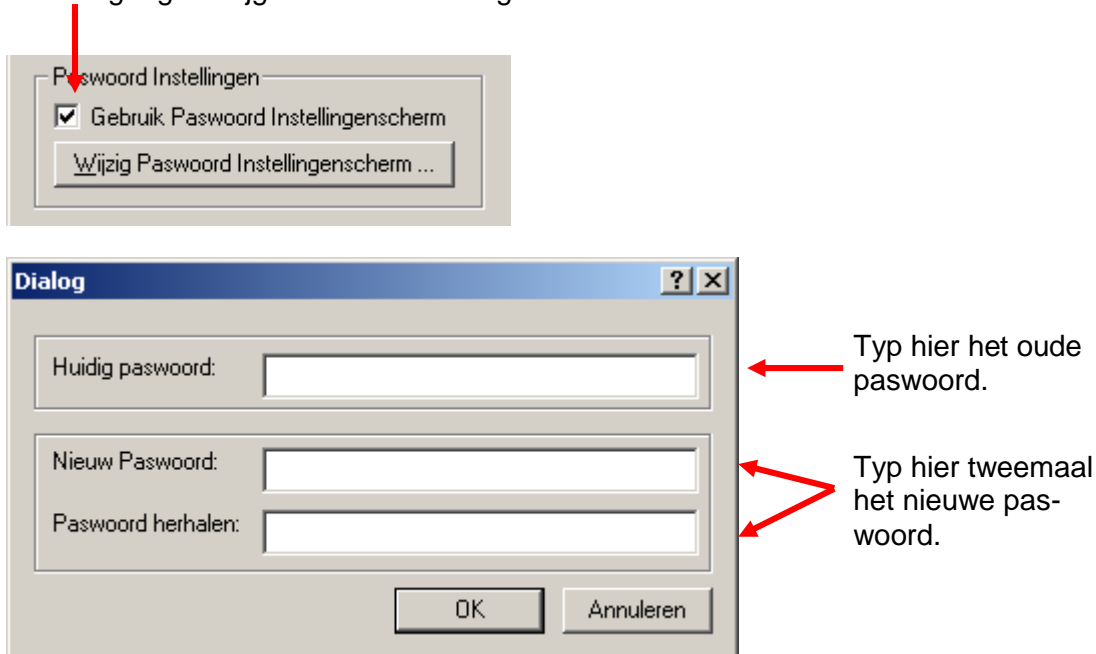 Paswoord Instellingen
Gebruik Paswoord Instellingenscherm
Wijzig Paswoord Instellingenscherm ...
Dialog
Huidig paswoord:
Typ hier het oude
paswoord.
Nieuw Paswoord:
Paswoord herhalen:
Typ hier tweemaal
het nieuwe pas-
woord.
OK
Annuleren